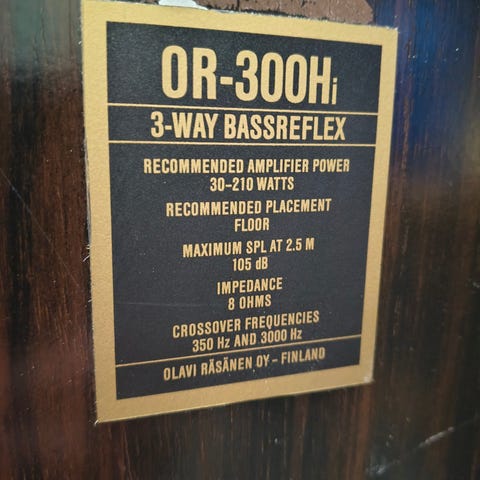 OR-300Hi
3-WAY BASSREFLEX
RECOMMENDED AMPLIFIER POWER
30-210 WATTS
RECOMMENDED PLACEMENT
FLOOR
MAXIMUM SPL AT 2.5 M
105 dB
IMPEDANCE
8 OHMS
CROSSOVER FREQUENCIES
350 Hz AND 3000 Hz
OLAVI RÄSÄNEN OY - FINLAND